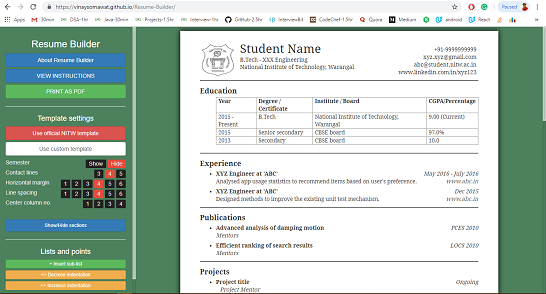 vinaysomawat.github.io/Resume-Builder/
Paused
30min
DSA-1hr
Java-30min
Projects-1.5hr
Interview-1hr
GitHub-2.5hr
InterviewBit
CodeChef-1.5hr
Quora
Medium
Netflix
android
React
Resume Builder
About Resume Builder
VIEW INSTRUCTIONS
PRINT AS PDF
Template settings
Use official NITW template
Use custom template
Semester Show Hide
Contact lines 3 4 5
Horizontal margin 1 2 3 4 5 6
Line spacing 1 2 3 4 5 6
Center column no. 1 2 3 4
Show/Hide sections
Lists and points
+ Insert sub-list
<< Decrease indentation
>> Increase indentation
Student Name
B.Tech - XXX Engineering
National Institute of Technology, Warangal
+91-9999999999
xyz.xyz@gmail.com
abc@student.nitw.ac.in
www.linkedin.com/in/xyz123
Education
Year Degree / Certificate Institute / Board CGPA/Percentage
2015 - Present B.Tech National Institute of Technology, Warangal 9.00 (Current)
2015 Senior secondary CBSE board 97.0%
2013 Secondary CBSE board 10.0
Experience
• XYZ Engineer at 'ABC' May 2016 - July 2016
Analysed app usage statistics to recommend items based on user's preference. www.abc.in
• XYZ Engineer at 'ABC' Dec 2015
Designed methods to improve the existing unit test mechanism. www.abc.in
Publications
• Advanced analysis of damping motion PCES 2010
Mentors
• Efficient ranking of search results LOCS 2010
Mentors
Projects
• Project title Ongoing
Project Mentor